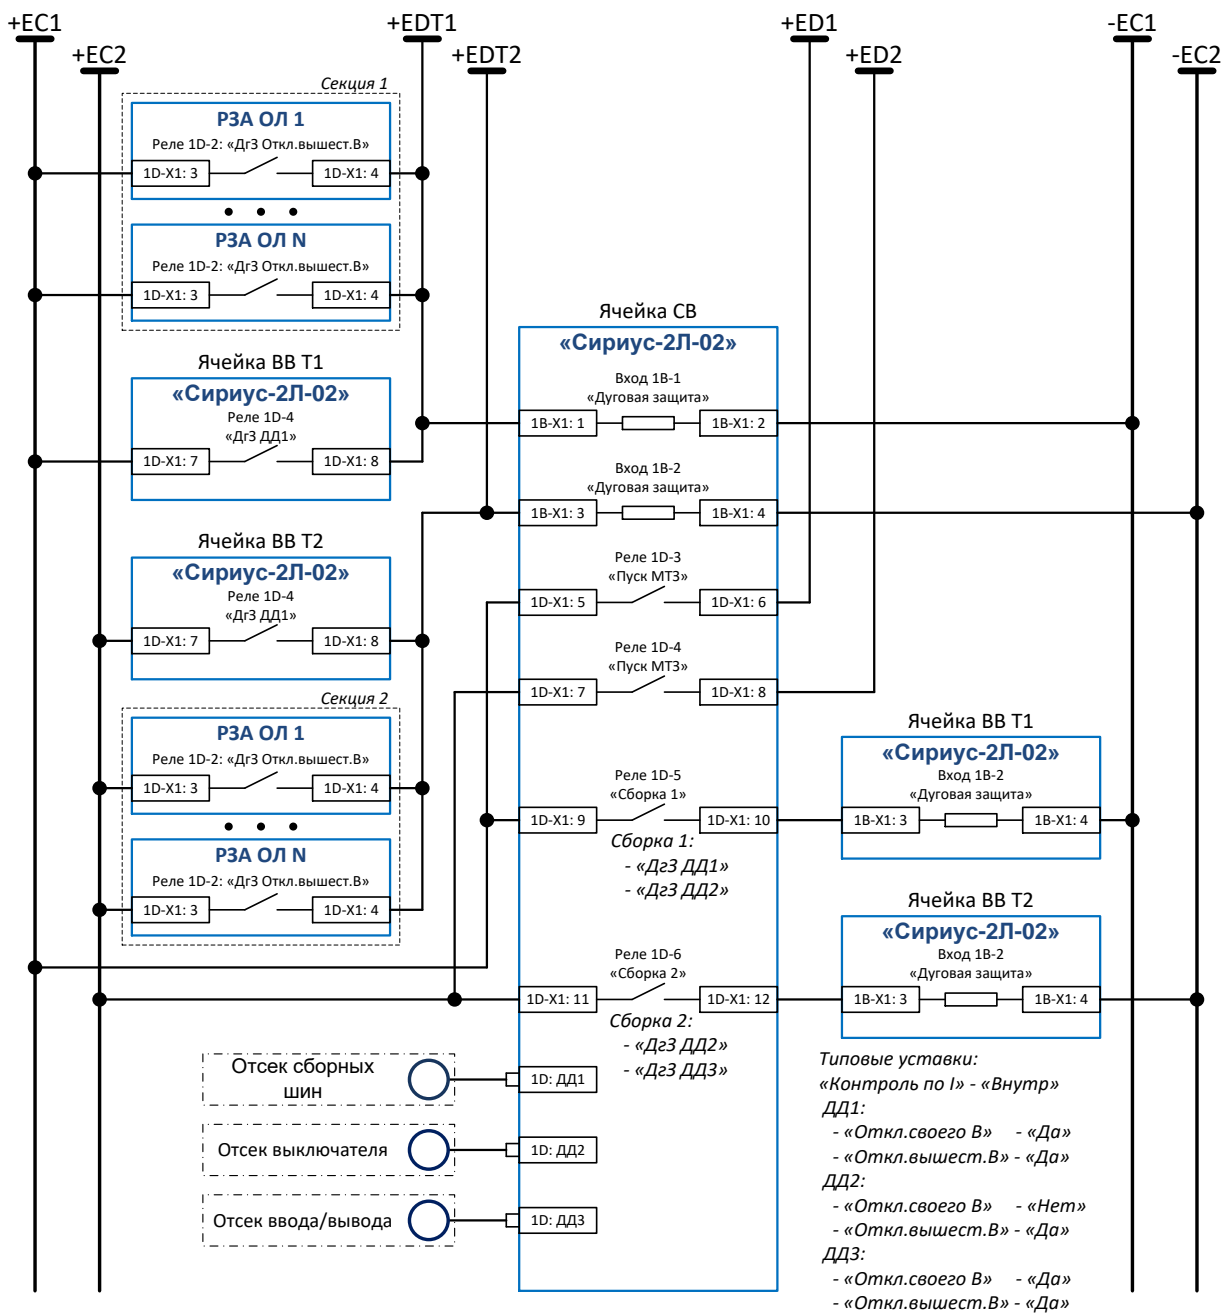 +EC1
+EDT1
+ED1
-EC1
+EC2
+EDT2
+ED2
-EC2
Секция 1
РЗА ОЛ 1
Реле 1D-2: «ДгЗ Откл.вышест.В»
1D-X1: 3
1D-X1: 4
РЗА ОЛ N
Реле 1D-2: «ДгЗ Откл.вышест.В»
1D-X1: 3
1D-X1: 4
Ячейка ВВ Т1
«Сириус-2Л-02»
Реле 1D-4
«ДгЗ ДД1»
1D-X1: 7
1D-X1: 8
Ячейка ВВ Т2
«Сириус-2Л-02»
Реле 1D-4
«ДгЗ ДД1»
1D-X1: 7
1D-X1: 8
Секция 2
РЗА ОЛ 1
Реле 1D-2: «ДгЗ Откл.вышест.В»
1D-X1: 3
1D-X1: 4
РЗА ОЛ N
Реле 1D-2: «ДгЗ Откл.вышест.В»
1D-X1: 3
1D-X1: 4
Ячейка СВ
«Сириус-2Л-02»
Вход 1В-1
«Дуговая защита»
1В-X1: 1
1В-X1: 2
Вход 1В-2
«Дуговая защита»
1В-X1: 3
1В-X1: 4
Реле 1D-3
«Пуск МТЗ»
1D-X1: 5
1D-X1: 6
Реле 1D-4
«Пуск МТЗ»
1D-X1: 7
1D-X1: 8
Реле 1D-5
«Сборка 1»
1D-X1: 9
1D-X1: 10
Сборка 1:
- «ДгЗ ДД1»
- «ДгЗ ДД2»
Реле 1D-6
«Сборка 2»
1D-X1: 11
1D-X1: 12
Сборка 2:
- «ДгЗ ДД2»
- «ДгЗ ДД3»
Ячейка ВВ Т1
«Сириус-2Л-02»
Вход 1В-2
«Дуговая защита»
1В-X1: 3
1В-X1: 4
Ячейка ВВ Т2
«Сириус-2Л-02»
Вход 1В-2
«Дуговая защита»
1В-X1: 3
1В-X1: 4
Отсек сборных
шин
1D: ДД1
Отсек выключателя
1D: ДД2
Отсек ввода/вывода
1D: ДД3
Типовые уставки:
«Контроль по I» - «Внутр»
ДД1:
- «Откл.своего В» - «Да»
- «Откл.вышест.В» - «Да»
ДД2:
- «Откл.своего В» - «Нет»
- «Откл.вышест.В» - «Да»
ДД3:
- «Откл.своего В» - «Да»
- «Откл.вышест.В» - «Да»